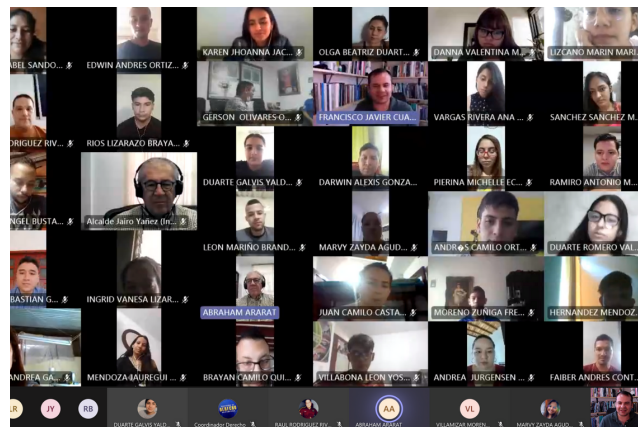 ABEL SANDO...
EDWIN ANDRES ORTIZ...
KAREN JHOANNA JAC...
OLGA BEATRIZ DUART...
DANNA VALENTINA M...
LIZCANO MARIN MARI...
DRIGUEZ RIV...
RIOS LIZARAZO BRAYA...
GERSON OLIVARES O...
FRANCISCO JAVIER CUA...
VARGAS RIVERA ANA ...
SANCHEZ SANCHEZ M...
NGEL BUSTA...
Alcalde Jairo Yañez (In...
DUARTE GALVIS YALD...
DARWIN ALEXIS GONZA...
PIERINA MICHELLE EC...
RAMIRO ANTONIO M...
LEON MARIÑO BRAND...
MARVY ZAYDA AGUD...
ANDR�S CAMILO ORT...
DUARTE ROMERO VAL...
BASTIAN G...
INGRID VANESA LIZAR...
ABRAHAM ARARAT
JUAN CAMILO CASTA...
MORENO ZUÑIGA FRE...
HERNANDEZ MENDOZ...
ANDREA GA...
MENDOZA JAUREGUI ...
BRAYAN CAMILO QUI...
VILLABONA LEON YOS...
ANDREA JURGENSEN ...
FAIBER ANDRES CONT...
LR
JY
RB
AA
VL
DUARTE GALVIS YALD...
Coordinador Derecho
RAUL RODRIGUEZ RIV...
ABRAHAM ARARAT
VILLAMIZAR MOREN...
MARVY ZAYDA AGUD...